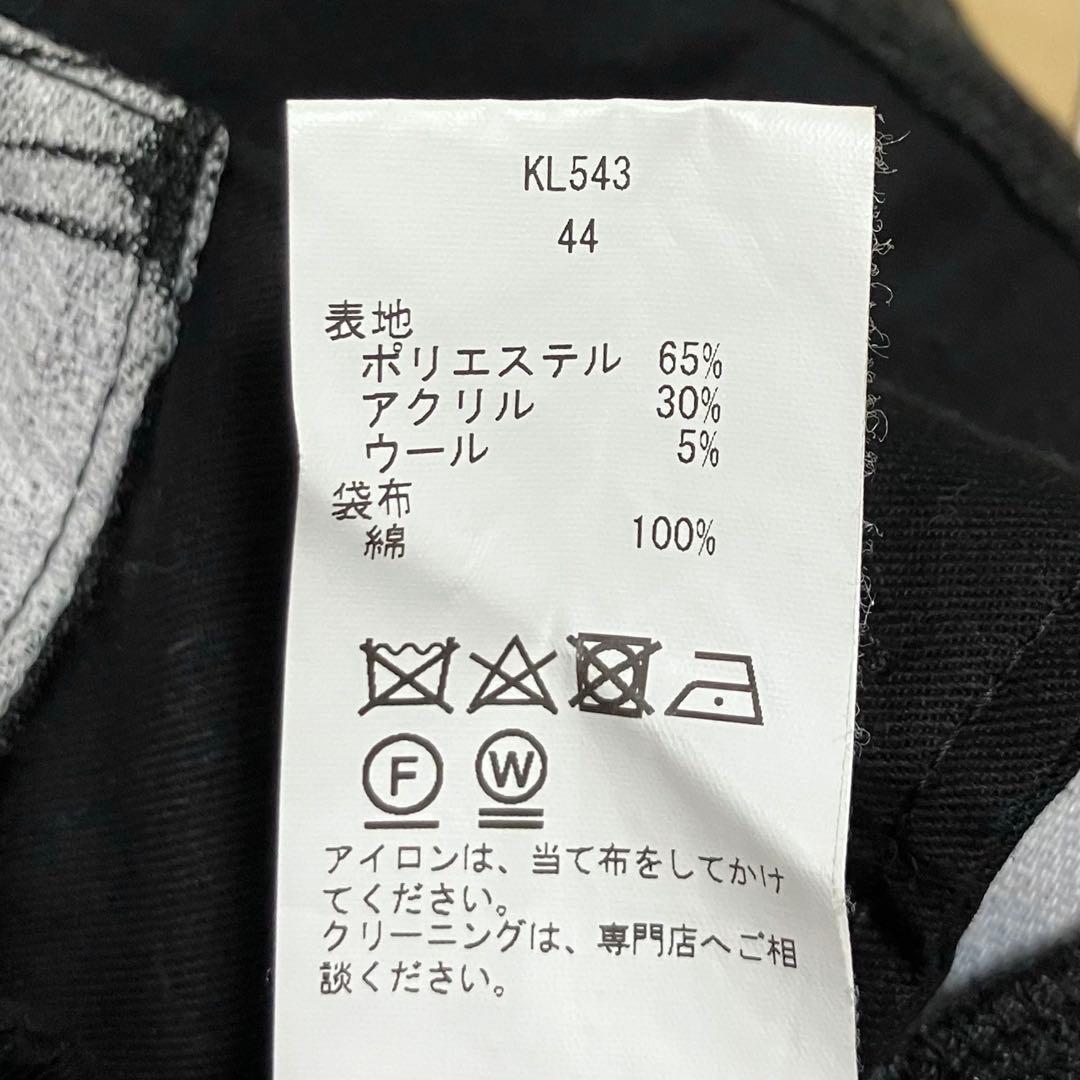 KL543
44
表地
ポリエステル 65%
アクリル 30%
ウール 5%
袋布
綿 100%
F W
アイロンは、当て布をしてかけ
てください。
クリーニングは、専門店へご相
談ください。